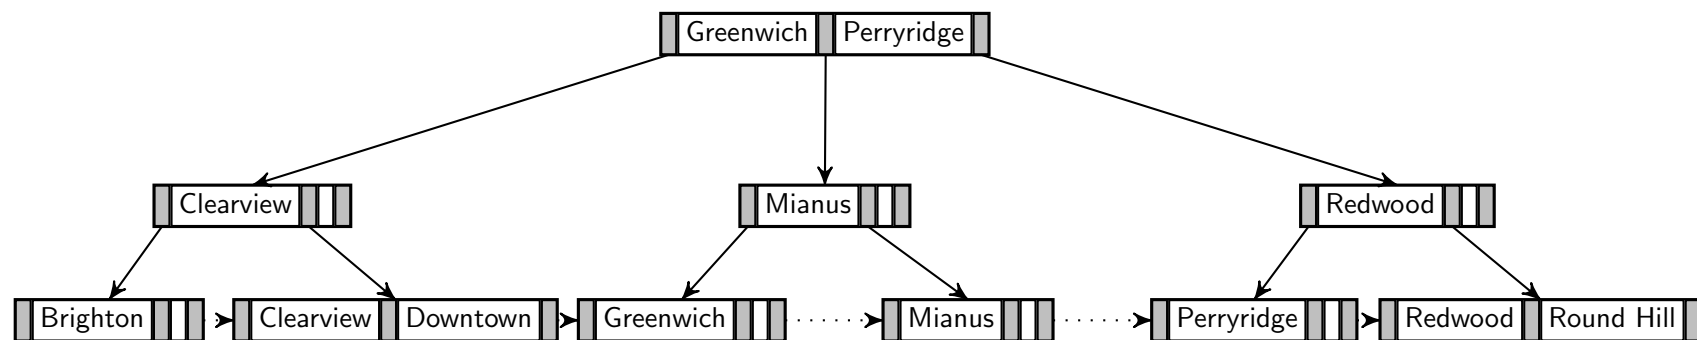 Greenwich Perryridge
Clearview Mianus Redwood
Brighton Clearview Downtown Greenwich Mianus Perryridge Redwood Round Hill